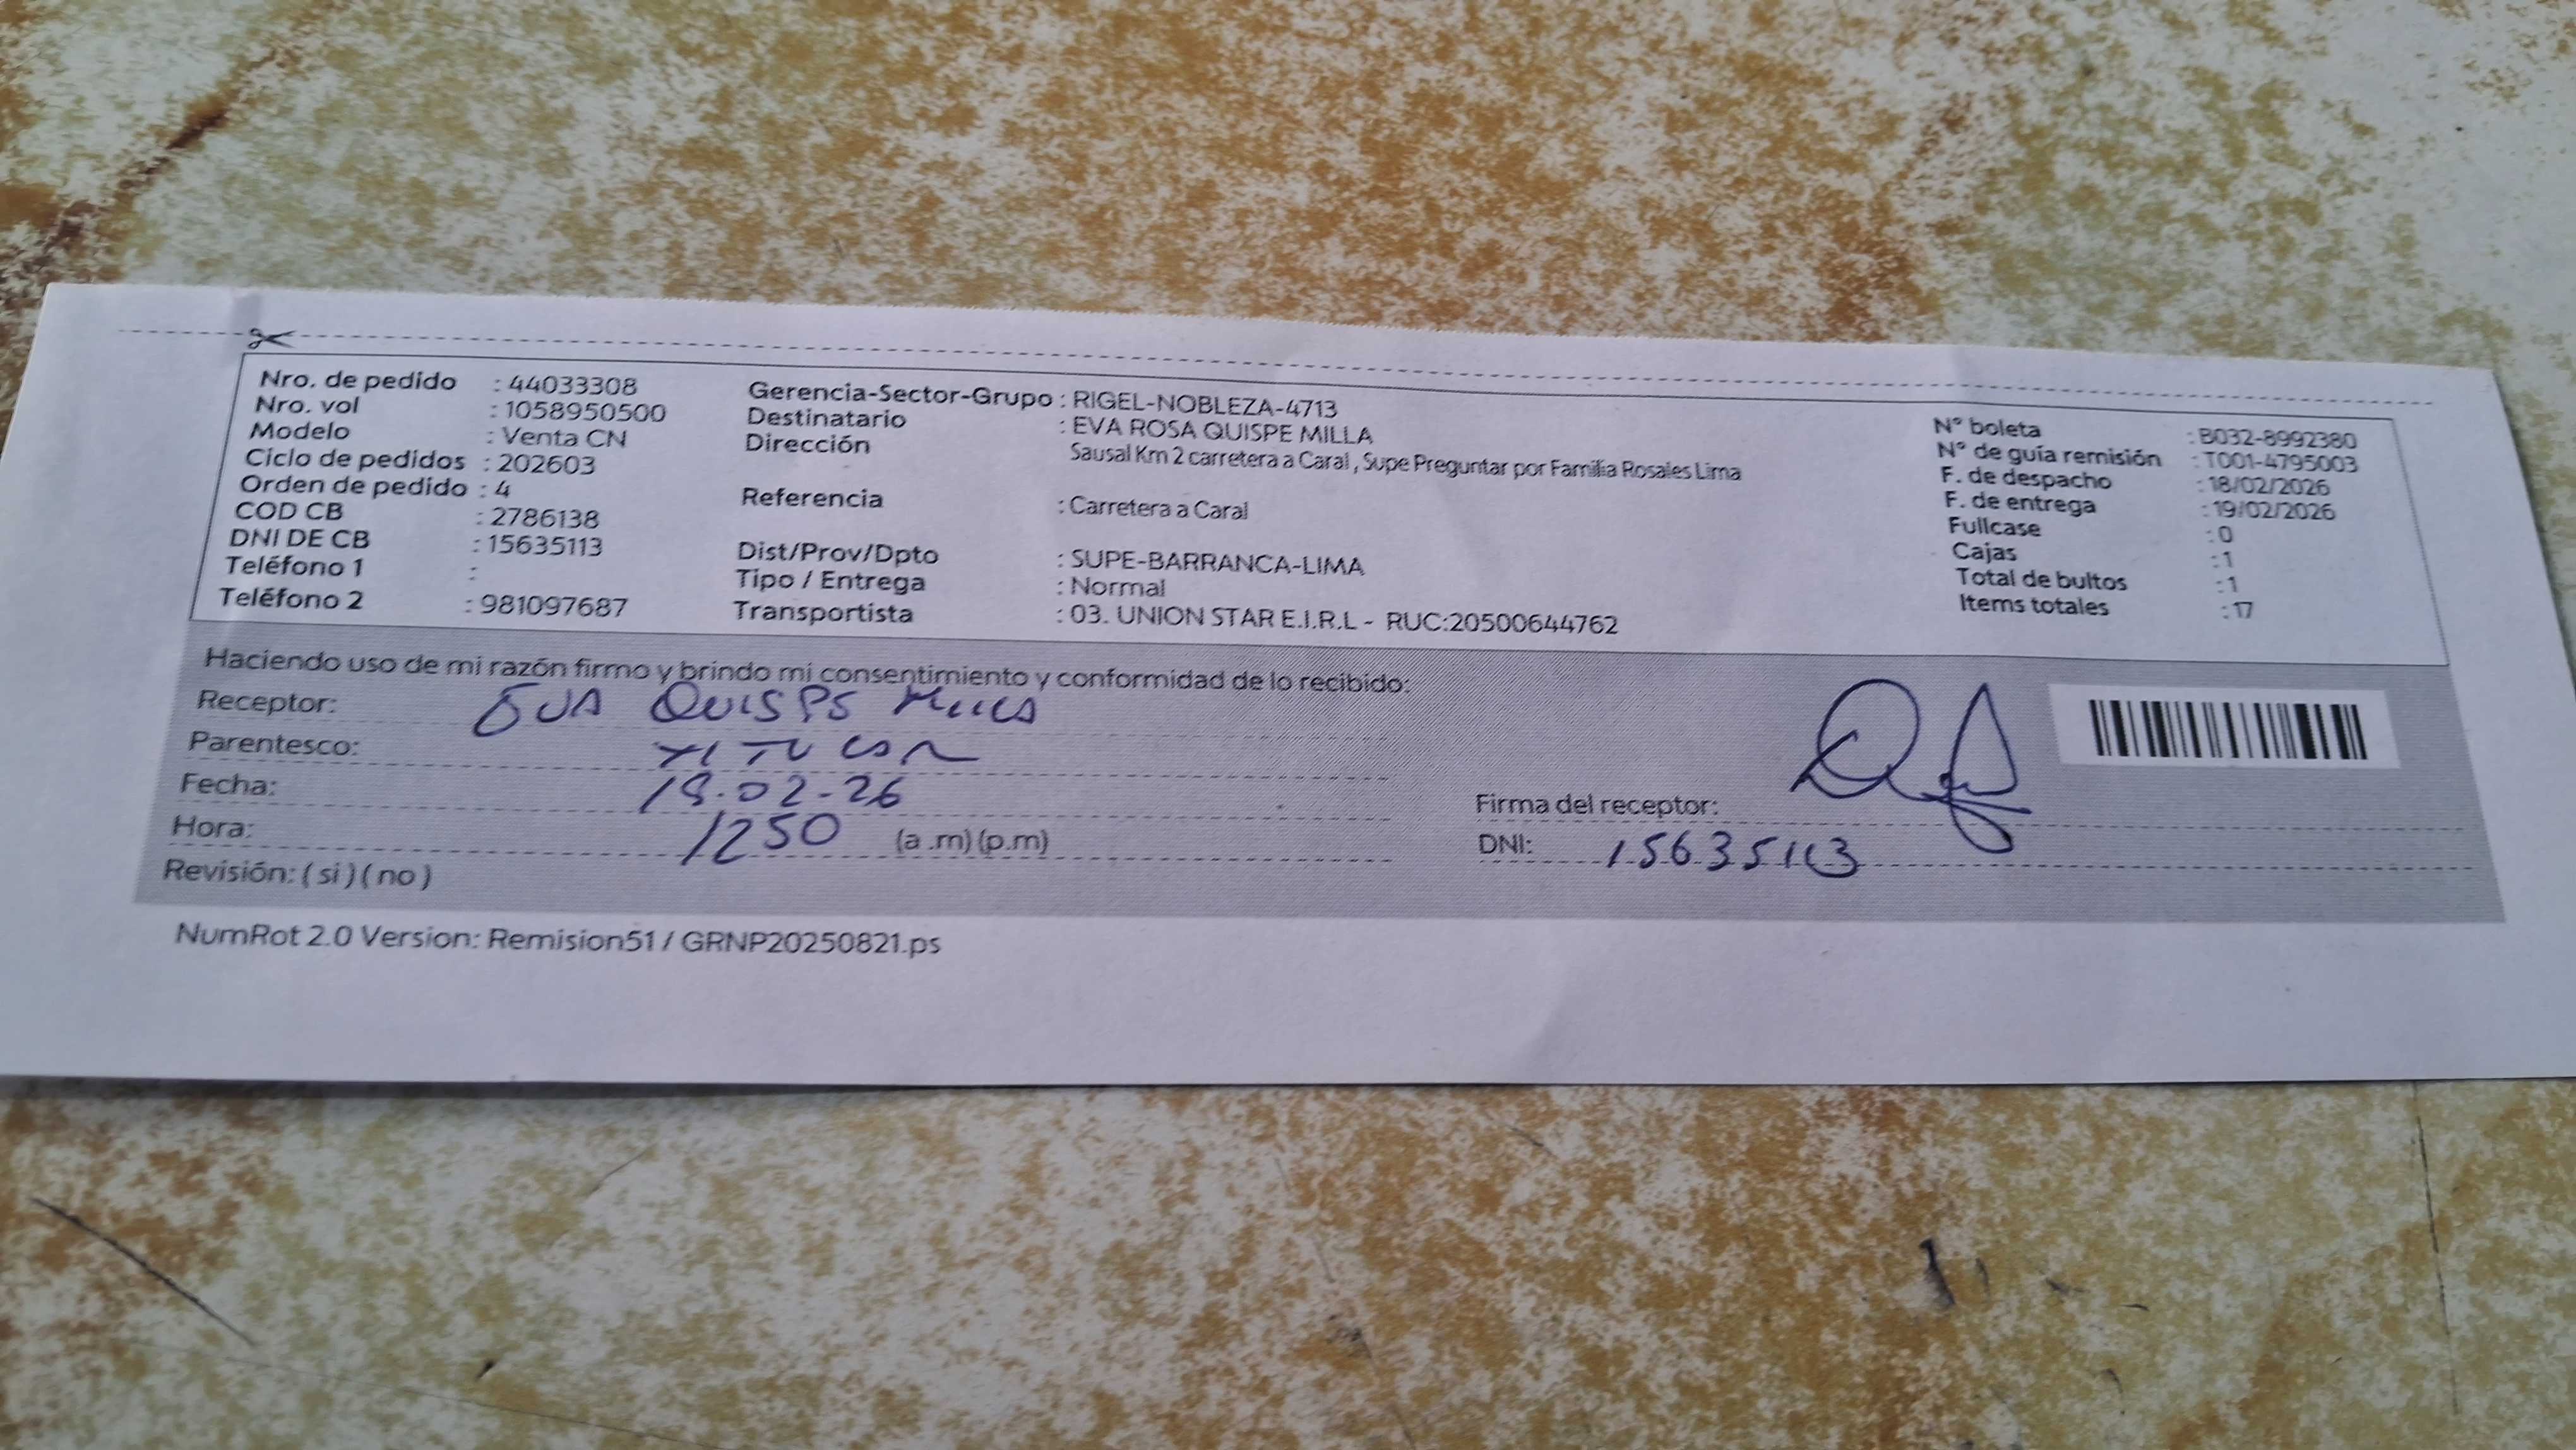 Nro. de pedido : 44033308
Nro. vol : 1058950500
Modelo : Venta CN
Ciclo de pedidos : 202603
Orden de pedido : 4
COD CB : 2786138
DNI DE CB : 15635113
Teléfono 1 :
Teléfono 2 : 981097687
Gerencia-Sector-Grupo : RIGEL-NOBLEZA-4713
Destinatario : EVA ROSA QUISPE MILLA
Dirección Sausal Km 2 carretera a Caral , Supe Preguntar por Familia Rosales Lima
Referencia : Carretera a Caral
Dist/Prov/Dpto : SUPE-BARRANCA-LIMA
Tipo / Entrega : Normal
Transportista : 03. UNION STAR E.I.R.L - RUC:20500644762
N° boleta : B032-8992380
N° de guía remisión : T001-4795003
F. de despacho : 18/02/2026
F. de entrega : 19/02/2026
Fullcase : 0
Cajas : 1
Total de bultos : 1
Items totales : 17
Haciendo uso de mi razón firmo y brindo mi consentimiento y conformidad de lo recibido:
Receptor: EVA QUISPE MILLA
Parentesco: TITULAR
Fecha: 19-02-26
Hora: 1250 (a .m) (p.m)
Revisión: ( si ) ( no )
Firma del receptor:
DNI: 15635113
NumRot 2.0 Version: Remision51 / GRNP20250821.ps